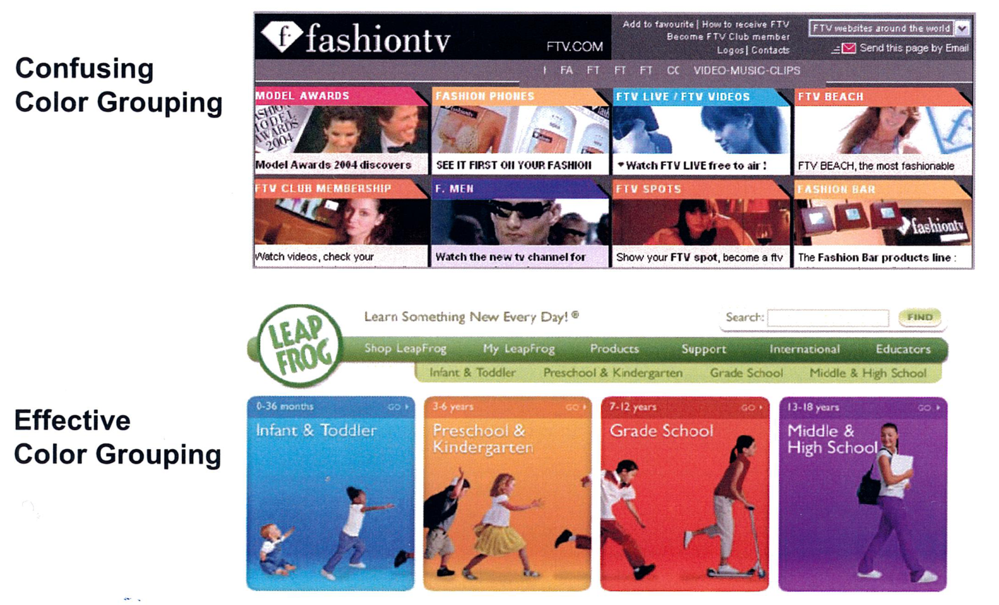 Confusing
Color Grouping
f fashiontv
FTV.COM
Add to favourite | How to receive FTV
Become FTV Club member
Logos | Contacts
FTV websites around the world
Send this page by Email
FA FT FT FT CC VIDEO-MUSIC-CLIPS
MODEL AWARDS
FASHION PHONES
FTV LIVE / FTV VIDEOS
FTV BEACH
MODEL
AWARDS
2004
fashiontv
Model Awards 2004 discovers
SEE IT FIRST ON YOUR FASHION
Watch FTV LIVE free to air !
FTV BEACH, the most fashionable
FTV CLUB MEMBERSHIP
F. MEN
FTV SPOTS
FASHION BAR
fashiontv
Watch videos, check your
Watch the new tv channel for
Show your FTV spot, become a ftv
The Fashion Bar products line :
Effective
Color Grouping
LEAP
FROG
Learn Something New Every Day! ®
Search:
FIND
Shop LeapFrog My LeapFrog Products Support International Educators
Infant & Toddler Preschool & Kindergarten Grade School Middle & High School
0-36 months GO
Infant & Toddler
3-6 years GO
Preschool &
Kindergarten
7-12 years GO
Grade School
13-18 years GO
Middle &
High School